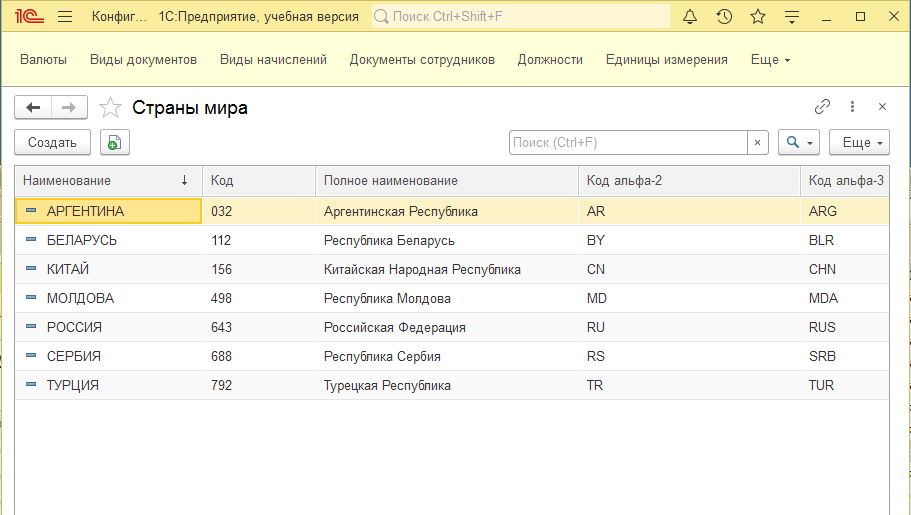 1С Конфиг... 1С:Предприятие, учебная версия Поиск Ctrl+Shift+F
Валюты Виды документов Виды начислений Документы сотрудников Должности Единицы измерения Еще
Страны мира
Создать Поиск (Ctrl+F) × Еще
Наименование ↓ Код Полное наименование Код альфа-2 Код альфа-3
АРГЕНТИНА 032 Аргентинская Республика AR ARG
БЕЛАРУСЬ 112 Республика Беларусь BY BLR
КИТАЙ 156 Китайская Народная Республика CN CHN
МОЛДОВА 498 Республика Молдова MD MDA
РОССИЯ 643 Российская Федерация RU RUS
СЕРБИЯ 688 Республика Сербия RS SRB
ТУРЦИЯ 792 Турецкая Республика TR TUR